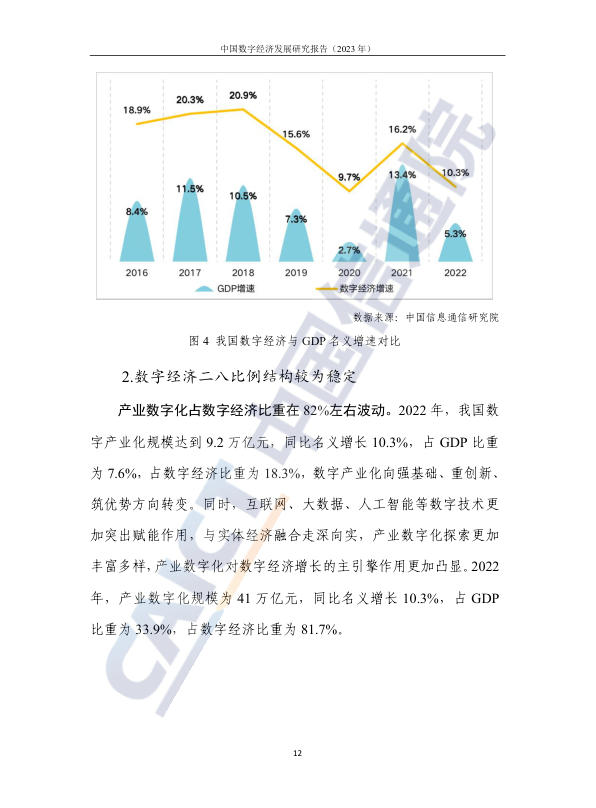 中国数字经济发展研究报告（2023 年）
18.9%
20.3%
20.9%
15.6%
9.7%
16.2%
10.3%
8.4%
11.5%
10.5%
7.3%
2.7%
13.4%
5.3%
2016 2017 2018 2019 2020 2021 2022
GDP增速 数字经济增速
数据来源：中国信息通信研究院
图 4 我国数字经济与 GDP 名义增速对比
2.数字经济二八比例结构较为稳定
产业数字化占数字经济比重在 82%左右波动。2022 年，我国数
字产业化规模达到 9.2 万亿元，同比名义增长 10.3%，占 GDP 比重
为 7.6%，占数字经济比重为 18.3%，数字产业化向强基础、重创新、
筑优势方向转变。同时，互联网、大数据、人工智能等数字技术更
加突出赋能作用，与实体经济融合走深向实，产业数字化探索更加
丰富多样，产业数字化对数字经济增长的主引擎作用更加凸显。2022
年，产业数字化规模为 41 万亿元，同比名义增长 10.3%，占 GDP
比重为 33.9%，占数字经济比重为 81.7%。
CAICT 中国信通院
12